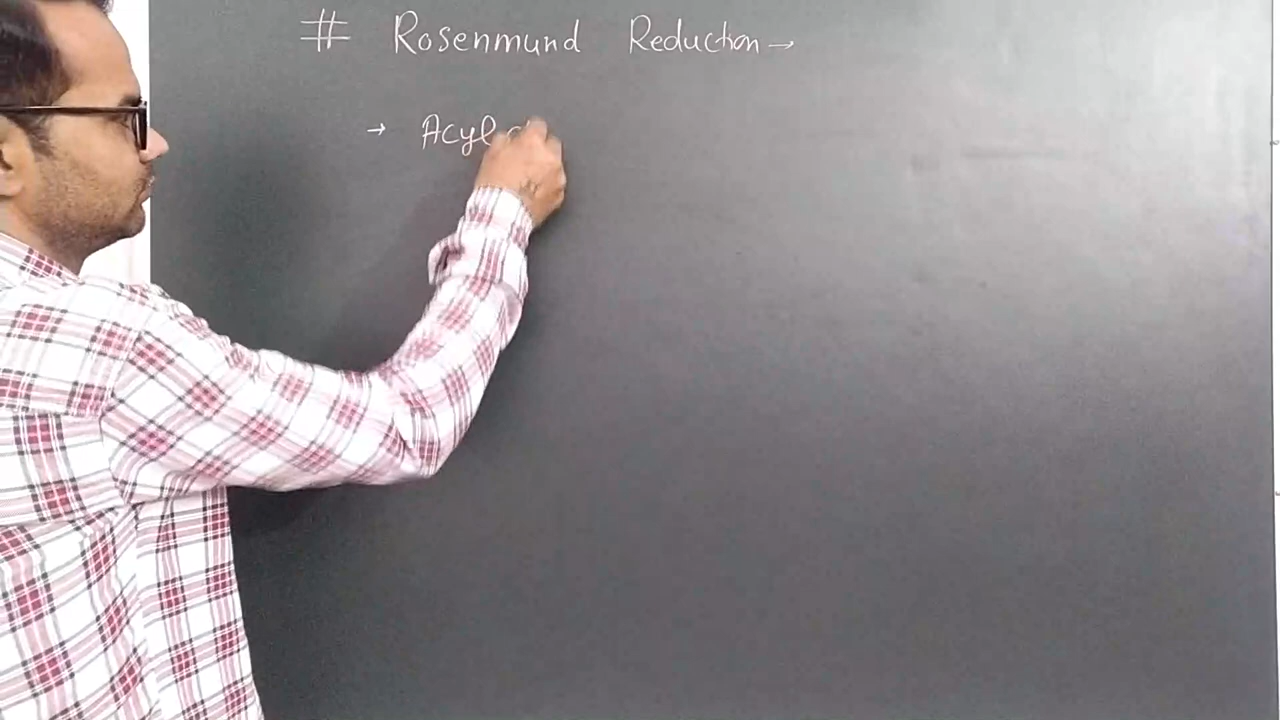 # Rosenmund Reduction →
→ Acyl